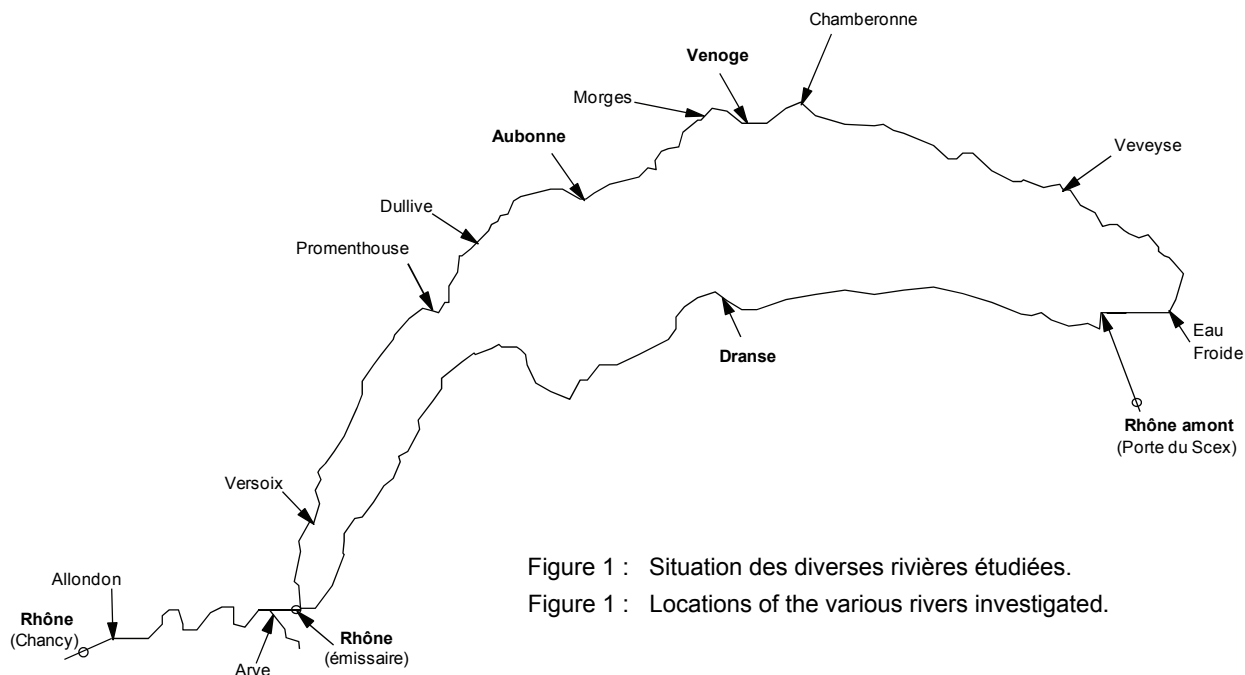 Chamberonne
Venoge
Morges
Aubonne
Veveyse
Dullive
Promenthouse
Eau
Froide
Dranse
Rhône amont
(Porte du Scex)
Versoix
Figure 1 : Situation des diverses rivières étudiées.
Figure 1 : Locations of the various rivers investigated.
Allondon
Rhône
(Chancy)
Rhône
(émissaire)
Arve